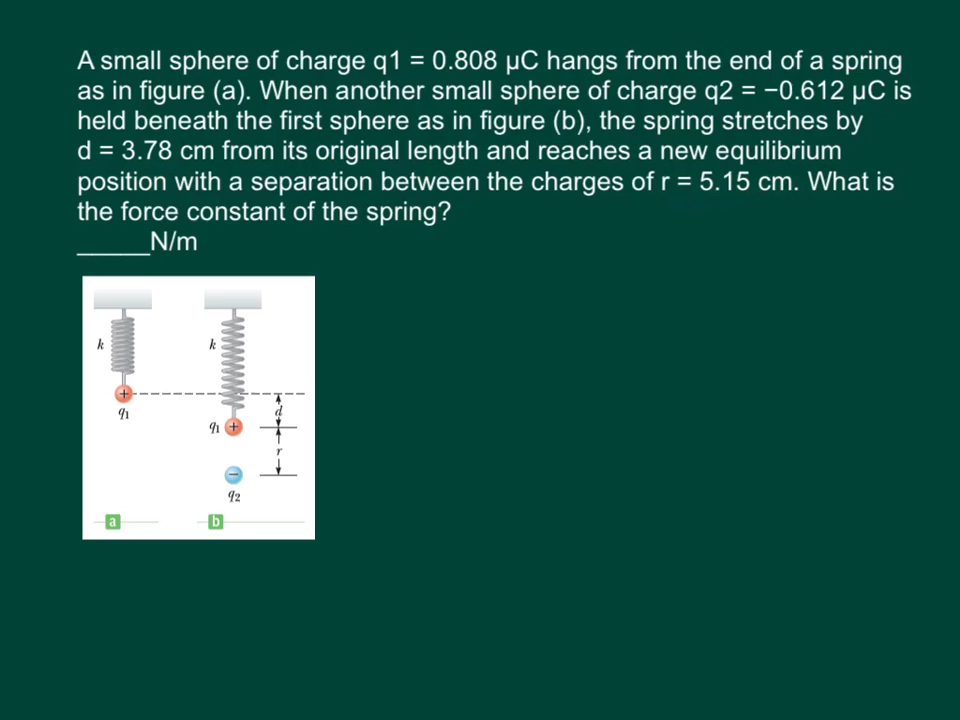 A small sphere of charge q1 = 0.808 µC hangs from the end of a spring
as in figure (a). When another small sphere of charge q2 = −0.612 µC is
held beneath the first sphere as in figure (b), the spring stretches by
d = 3.78 cm from its original length and reaches a new equilibrium
position with a separation between the charges of r = 5.15 cm. What is
the force constant of the spring?
_____N/m
k
k
+
q1
d
q1 +
r
−
q2
a
b